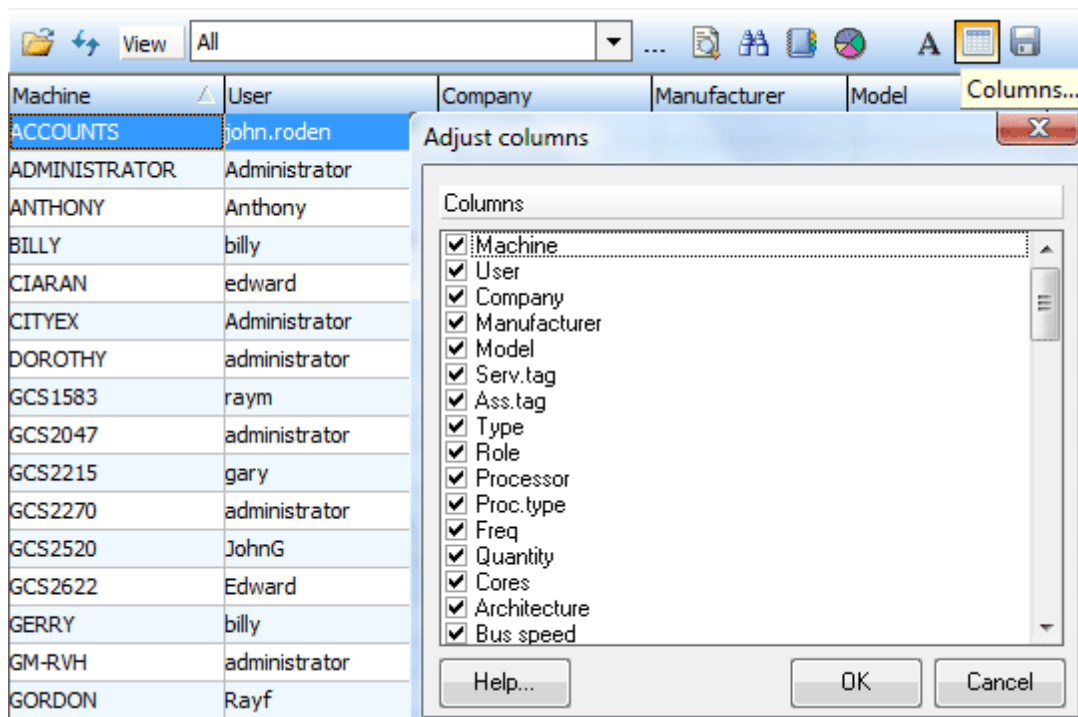 View All ... A
Machine User Company Manufacturer Model Columns...
ACCOUNTS john.roden
Adjust columns
ADMINISTRATOR Administrator
ANTHONY Anthony
Columns
BILLY billy
Machine
CIARAN edward
User
Company
CITYEX Administrator
Manufacturer
Model
DOROTHY administrator
Serv.tag
GCS1583 raym
Ass.tag
Type
GCS2047 administrator
Role
GCS2215 gary
Processor
Proc.type
GCS2270 administrator
Freq
GCS2520 JohnG
Quantity
Cores
GCS2622 Edward
Architecture
GERRY billy
Bus speed
GM-RVH administrator
Help... OK Cancel
GORDON Rayf